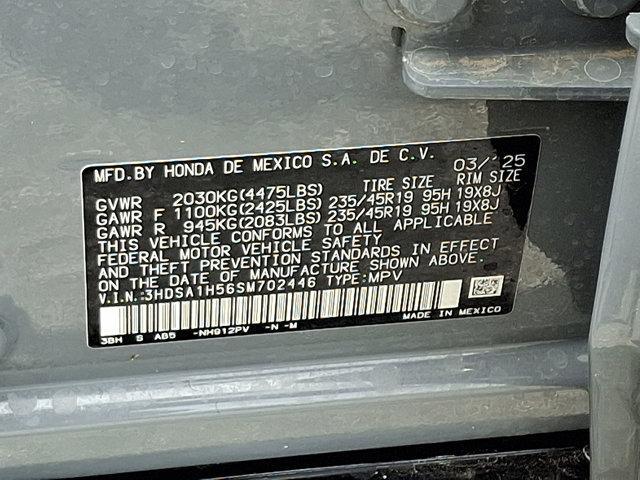 MFD.BY HONDA DE MEXICO S.A. DE C.V. 03/'25
GVWR 2030KG(4475LBS) TIRE SIZE RIM SIZE
GAWR F 1100KG(2425LBS) 235/45R19 95H 19X8J
GAWR R 945KG(2083LBS) 235/45R19 95H 19X8J
THIS VEHICLE CONFORMS TO ALL APPLICABLE
FEDERAL MOTOR VEHICLE SAFETY
AND THEFT PREVENTION STANDARDS IN EFFECT
ON THE DATE OF MANUFACTURE SHOWN ABOVE.
V.I.N.:3HDSA1H56SM702446 TYPE:MPV
MADE IN MEXICO
3BH S AB5 -NH912PV -N -M